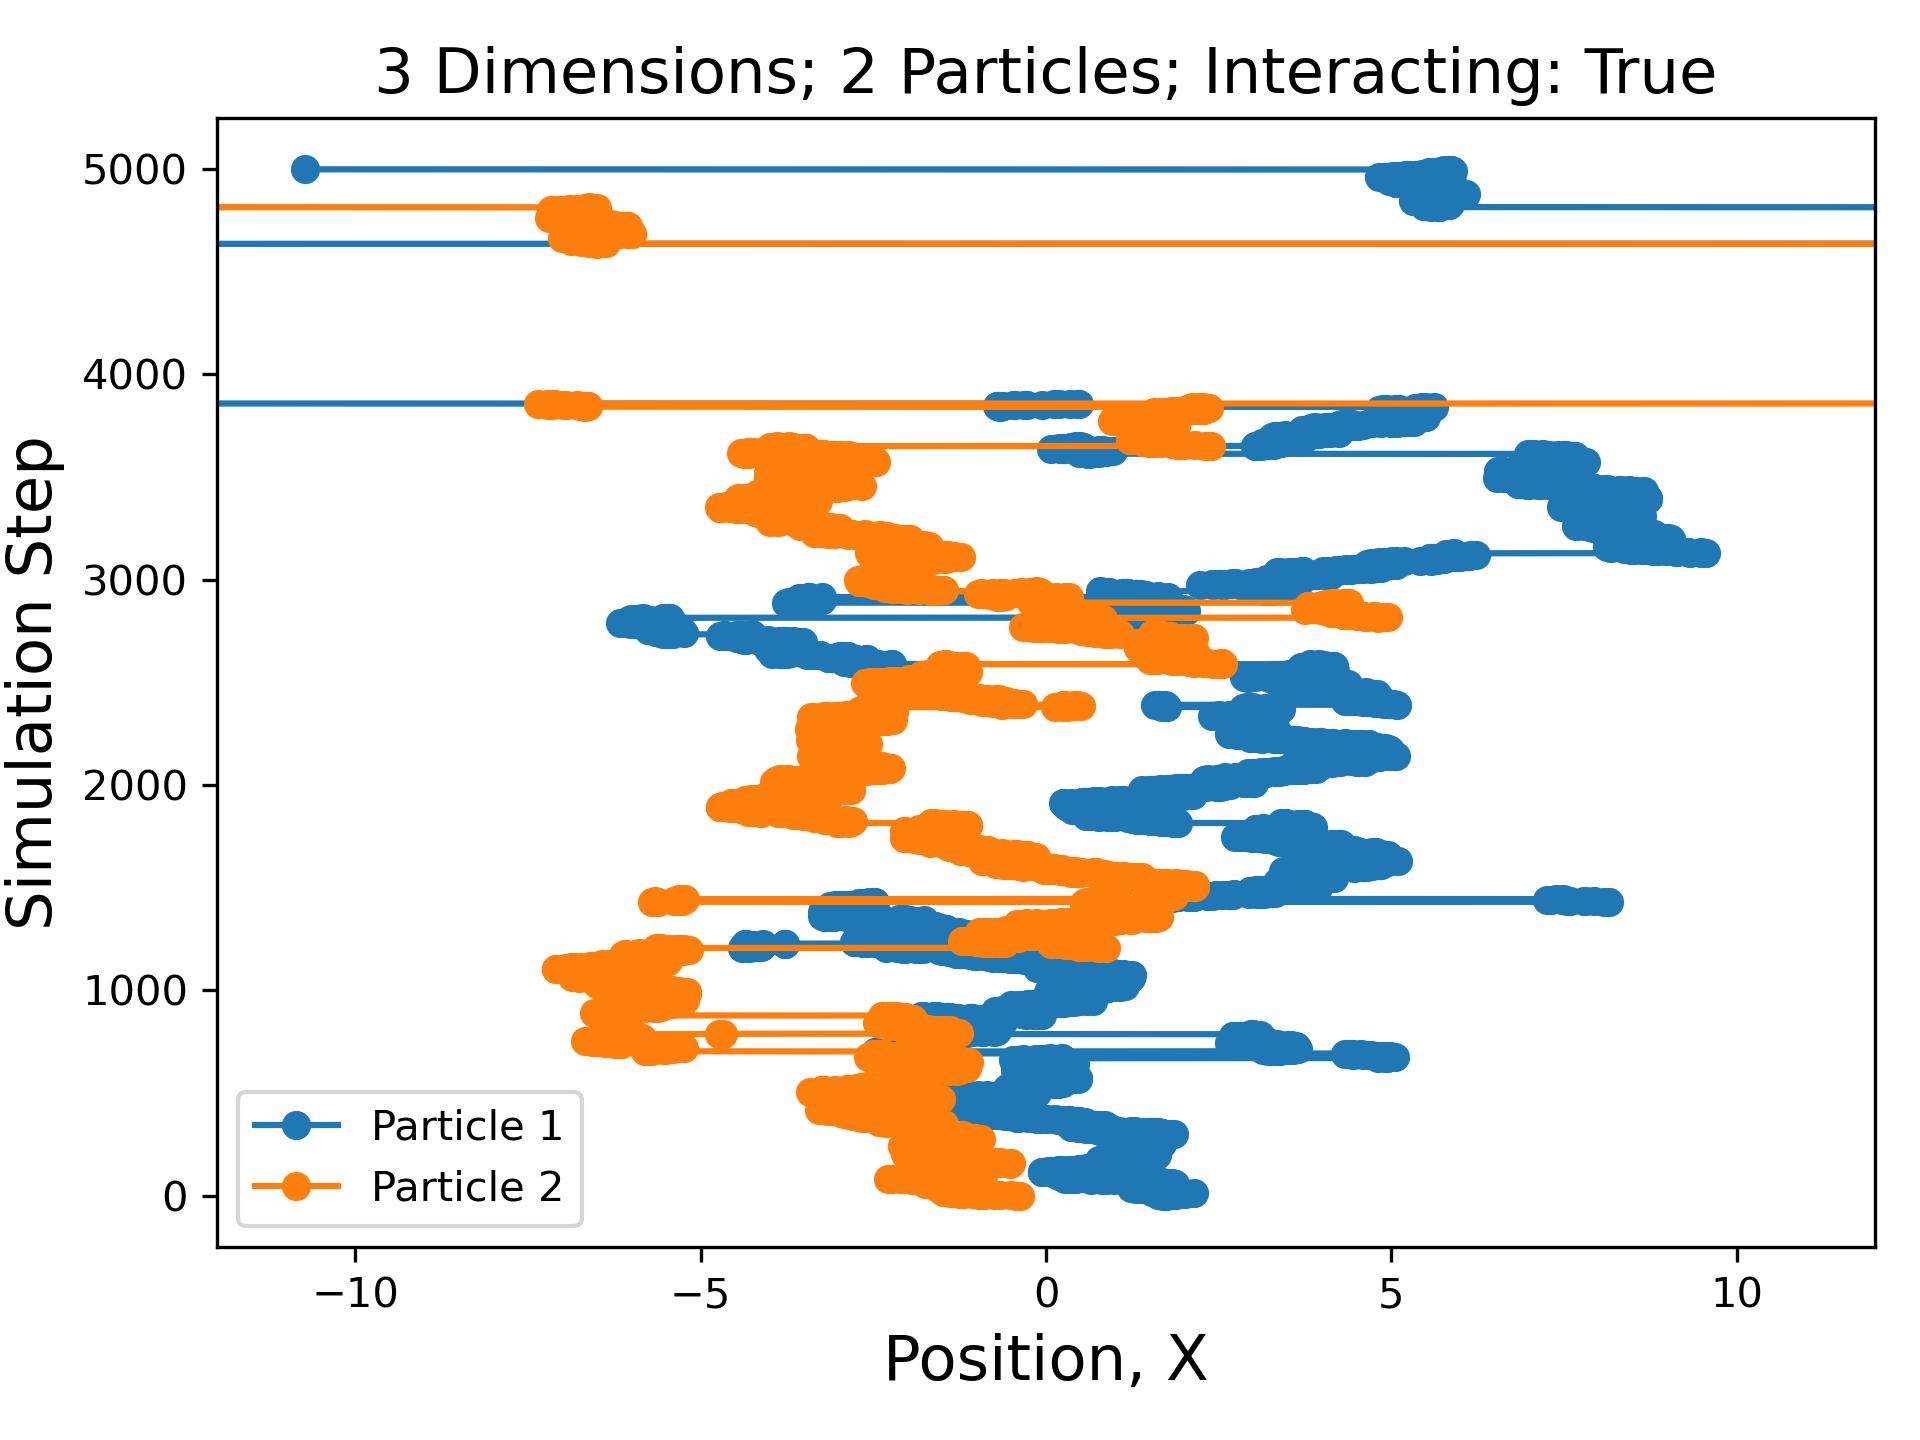 3 Dimensions; 2 Particles; Interacting: True
5000
4000
3000
2000
1000
0
Simulation Step
Particle 1
Particle 2
−10
−5
0
5
10
Position, X